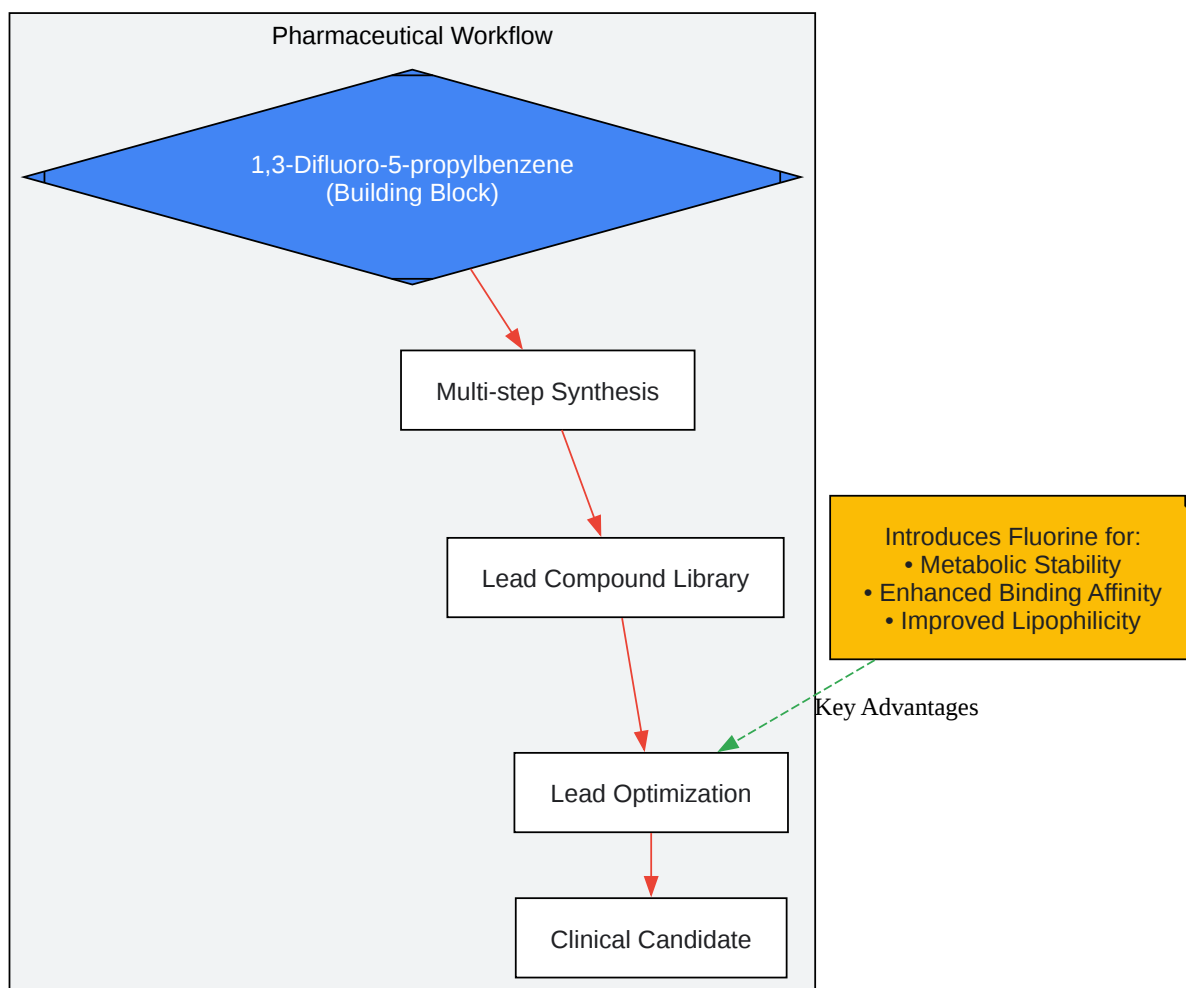 Pharmaceutical Workflow
1,3-Difluoro-5-propylbenzene
(Building Block)
Multi-step Synthesis
Lead Compound Library
Introduces Fluorine for:
• Metabolic Stability
• Enhanced Binding Affinity
• Improved Lipophilicity
Key Advantages
Lead Optimization
Clinical Candidate